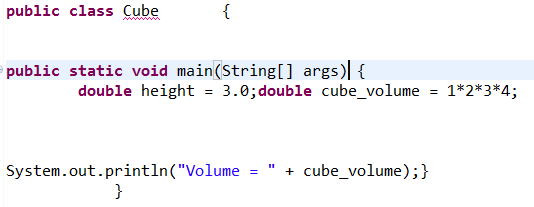 public class Cube {
public static void main(String[] args) {
double height = 3.0;double cube_volume = 1*2*3*4;
System.out.println("Volume = " + cube_volume);}
}